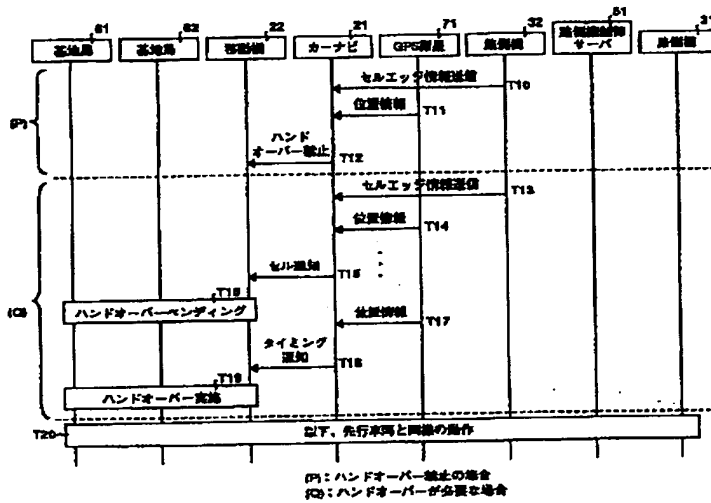 61
62
22
21
71
32
51
31
基地局
基地局
移動機
カーナビ
GPS衛星
路側機
路側機制御
サーバ
路側機
(P)
セルエッヂ情報送信
T10
位置情報
T11
ハンド
オーバー禁止
T12
(Q)
セルエッヂ情報送信
T13
位置情報
T14
セル通知
T15
T16
ハンドオーバーペンディング
位置情報
T17
タイミング
通知
T18
T19
ハンドオーバー実施
T20
以下、先行車両と同様の動作
(P):ハンドオーバー禁止の場合
(Q):ハンドオーバーが必要な場合